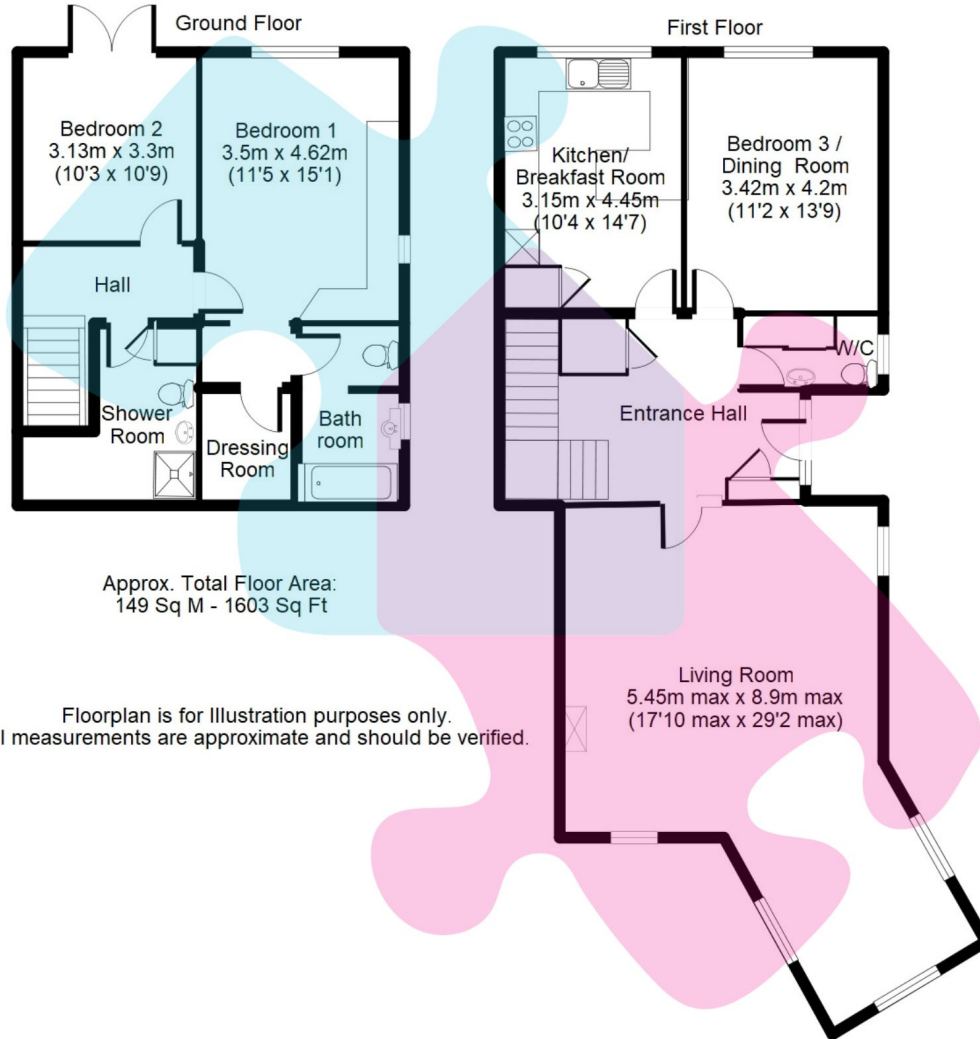 Ground Floor
First Floor
Bedroom 2
3.13m x 3.3m
(10'3 x 10'9)
Bedroom 1
3.5m x 4.62m
(11'5 x 15'1)
Kitchen/
Breakfast Room
3.15m x 4.45m
(10'4 x 14'7)
Bedroom 3 /
Dining Room
3.42m x 4.2m
(11'2 x 13'9)
Hall
W/C
Shower
Room
Dressing
Room
Bath
room
Entrance Hall
Approx. Total Floor Area:
149 Sq M - 1603 Sq Ft
Living Room
5.45m max x 8.9m max
(17'10 max x 29'2 max)
Floorplan is for Illustration purposes only.
l measurements are approximate and should be verified.